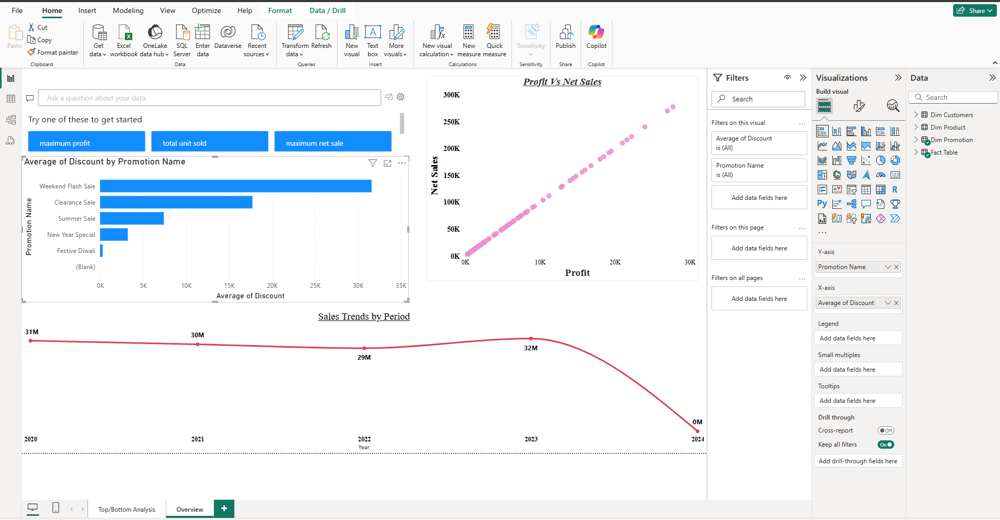 File Home Insert Modeling View Optimize Help Format Data / Drill Share
Paste
Cut
Copy
Format painter
Clipboard
Get data
Excel workbook
OneLake data hub
SQL Server
Enter data
Dataverse
Recent sources
Data
Transform data
Refresh
Queries
New visual
Text box
More visuals
Insert
New visual calculation
New measure
Quick measure
Calculations
Sensitivity
Sensitivity
Publish
Share
Copilot
Copilot
Ask a question about your data
Try one of these to get started
maximum profit
total unit sold
maximum net sale
Average of Discount by Promotion Name
Promotion Name
Weekend Flash Sale
Clearance Sale
Summer Sale
New Year Special
Festive Diwali
(Blank)
0K 5K 10K 15K 20K 25K 30K 35K
Average of Discount
Profit Vs Net Sales
Net Sales
300K
250K
200K
150K
100K
50K
0K
0K 10K 20K 30K
Profit
Sales Trends by Period
31M
30M
29M
32M
0M
2020 2021 2022 2023 2024
Year
Top/Bottom Analysis
Overview
+
Filters
Search
Filters on this visual ...
Average of Discount
is (All)
Promotion Name
is (All)
Add data fields here
Filters on this page ...
Add data fields here
Filters on all pages ...
Add data fields here
Visualizations
Build visual
123
R
Py
123
...
Y-axis
Promotion Name
X-axis
Average of Discount
Legend
Add data fields here
Small multiples
Add data fields here
Tooltips
Add data fields here
Drill through
Cross-report Off
Keep all filters On
Add drill-through fields here
Data
Search
Dim Customers
Dim Product
Dim Promotion
Fact Table